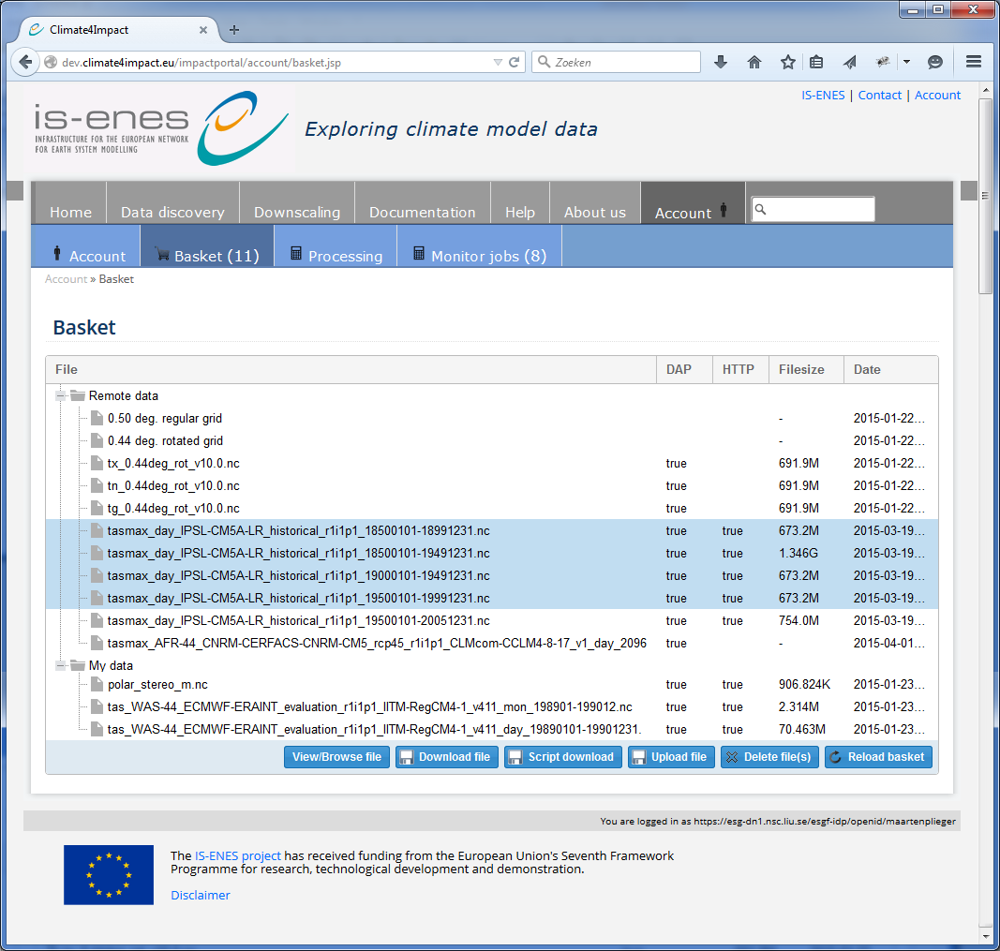 Climate4Impact
dev.climate4impact.eu/impactportal/account/basket.jsp
Zoeken
IS-ENES | Contact | Account
is-enes
INFRASTRUCTURE FOR THE EUROPEAN NETWORK
FOR EARTH SYSTEM MODELLING
Exploring climate model data
Home Data discovery Downscaling Documentation Help About us Account
Account Basket (11) Processing Monitor jobs (8)
Account » Basket
Basket
File DAP HTTP Filesize Date
Remote data
0.50 deg. regular grid - 2015-01-22...
0.44 deg. rotated grid - 2015-01-22...
tx_0.44deg_rot_v10.0.nc true 691.9M 2015-01-22...
tn_0.44deg_rot_v10.0.nc true 691.9M 2015-01-22...
tg_0.44deg_rot_v10.0.nc true 691.9M 2015-01-22...
tasmax_day_IPSL-CM5A-LR_historical_r1i1p1_18500101-18991231.nc true true 673.2M 2015-03-19...
tasmax_day_IPSL-CM5A-LR_historical_r1i1p1_18500101-19491231.nc true true 1.346G 2015-03-19...
tasmax_day_IPSL-CM5A-LR_historical_r1i1p1_19000101-19491231.nc true true 673.2M 2015-03-19...
tasmax_day_IPSL-CM5A-LR_historical_r1i1p1_19500101-19991231.nc true true 673.2M 2015-03-19...
tasmax_day_IPSL-CM5A-LR_historical_r1i1p1_19500101-20051231.nc true true 754.0M 2015-03-19...
tasmax_AFR-44_CNRM-CERFACS-CNRM-CM5_rcp45_r1i1p1_CLMcom-CCLM4-8-17_v1_day_2096 true - 2015-04-01...
My data
polar_stereo_m.nc true true 906.824K 2015-01-23...
tas_WAS-44_ECMWF-ERAINT_evaluation_r1i1p1_IITM-RegCM4-1_v411_mon_198901-199012.nc true true 2.314M 2015-01-23...
tas_WAS-44_ECMWF-ERAINT_evaluation_r1i1p1_IITM-RegCM4-1_v411_day_19890101-19901231. true true 70.463M 2015-01-23...
View/Browse file Download file Script download Upload file Delete file(s) Reload basket
You are logged in as https://esg-dn1.nsc.liu.se/esgf-idp/openid/maartenplieger
The IS-ENES project has received funding from the European Union's Seventh Framework
Programme for research, technological development and demonstration.
Disclaimer